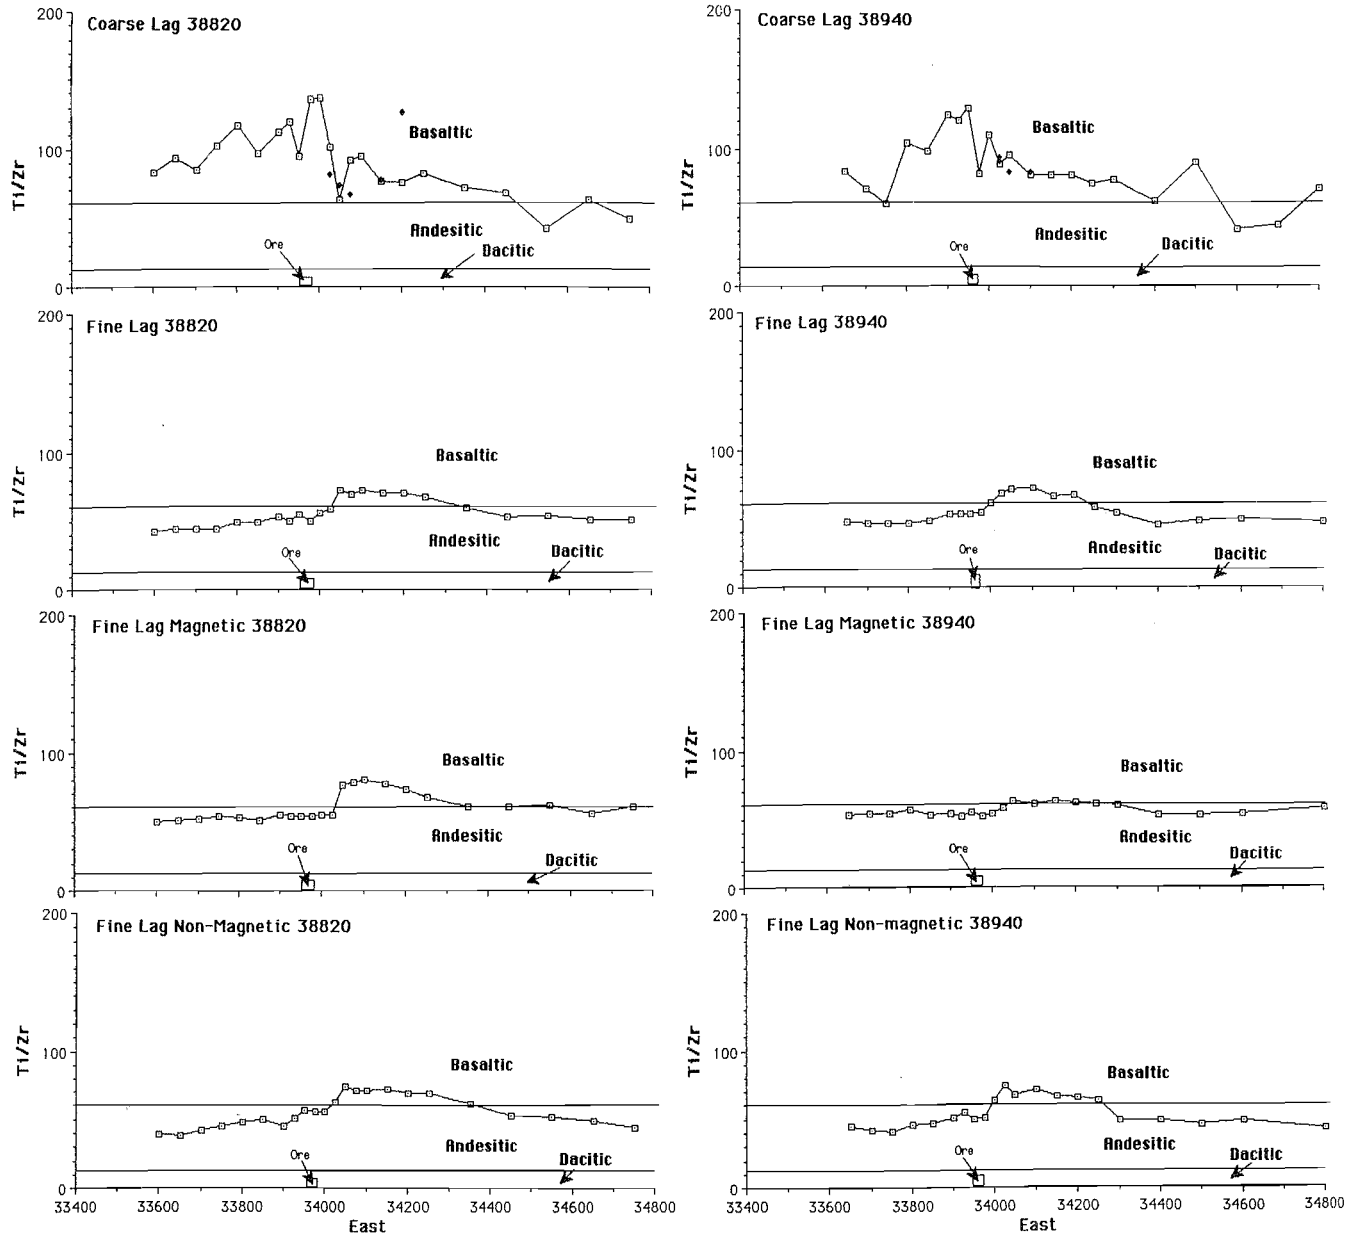 Coarse Lag 38820
200
100
0
Ti/Zr
Basaltic
Andesitic
Ore
Dacitic
Coarse Lag 38940
200
100
0
Ti/Zr
Basaltic
Andesitic
Ore
Dacitic
Fine Lag 38820
200
100
0
Ti/Zr
Basaltic
Andesitic
Ore
Dacitic
Fine Lag 38940
200
100
0
Ti/Zr
Basaltic
Andesitic
Ore
Dacitic
Fine Lag Magnetic 38820
200
100
0
Ti/Zr
Basaltic
Andesitic
Ore
Dacitic
Fine Lag Magnetic 38940
200
100
0
Ti/Zr
Basaltic
Andesitic
Ore
Dacitic
Fine Lag Non-Magnetic 38820
200
100
0
Ti/Zr
Basaltic
Andesitic
Ore
Dacitic
33400 33600 33800 34000 34200 34400 34600 34800
East
Fine Lag Non-magnetic 38940
200
100
0
Ti/Zr
Basaltic
Andesitic
Ore
Dacitic
33400 33600 33800 34000 34200 34400 34600 34800
East